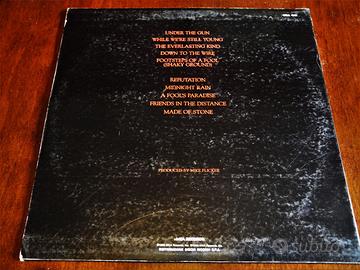 UNDER THE GUN
WHILE WE'RE STILL YOUNG
THE EVERLASTING KIND
DOWN TO THE WIRE
FOOTSTEPS OF A FOOL
(SHAKY GROUND)
REPUTATION
MIDNIGHT RAIN
A FOOL'S PARADISE
FRIENDS IN THE DISTANCE
MADE OF STONE
PRODUCED BY MIKE FLICKER
subito